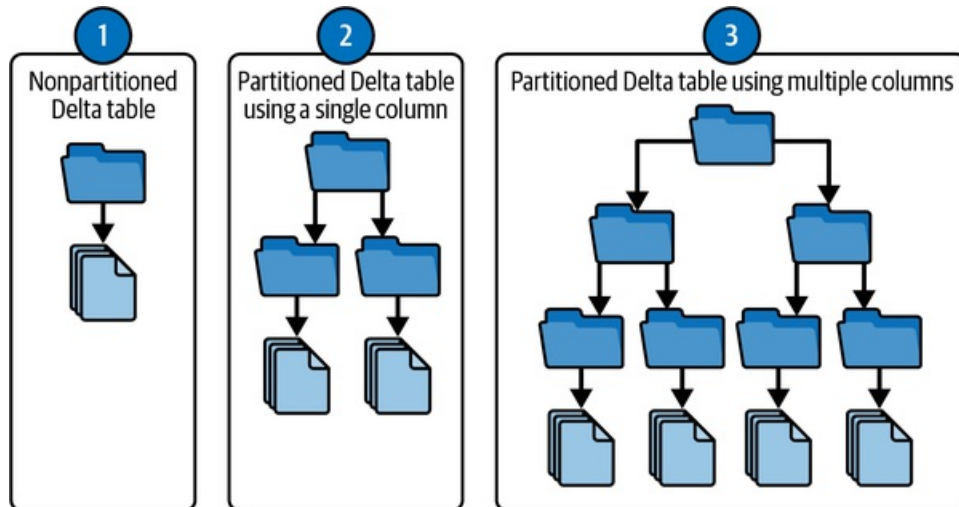 1
Nonpartitioned
Delta table
2
Partitioned Delta table
using a single column
3
Partitioned Delta table using multiple columns